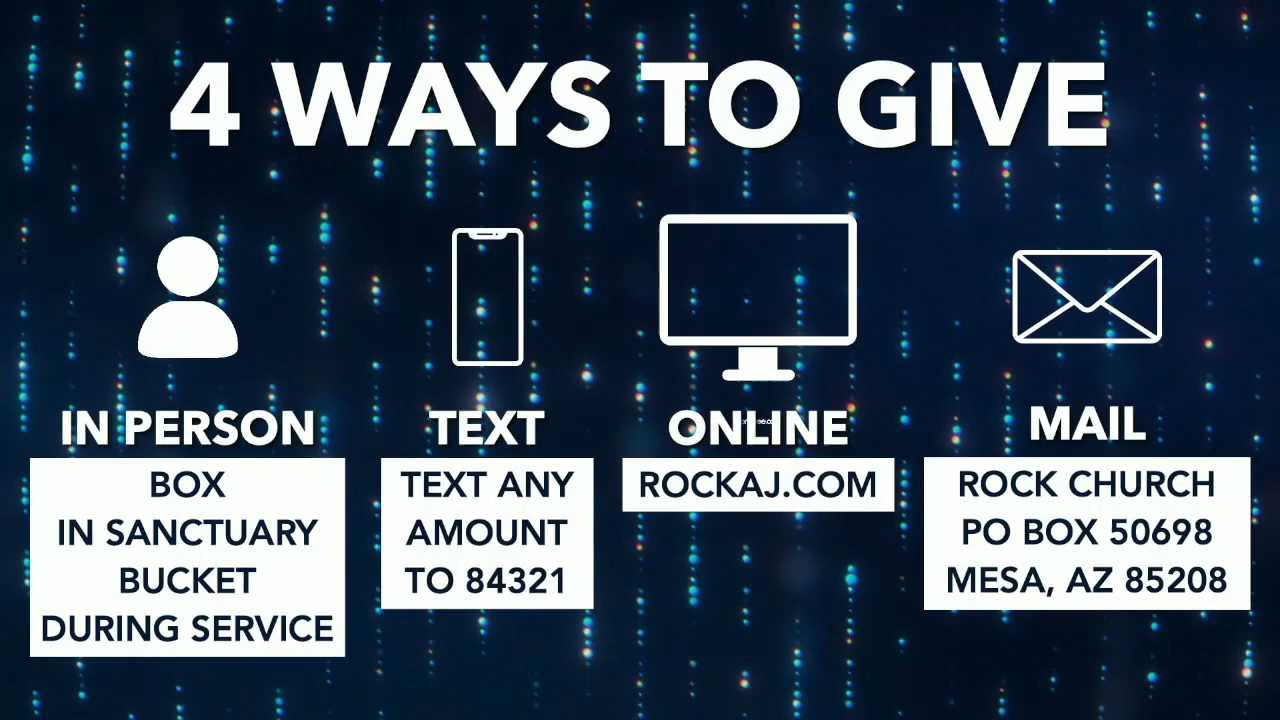 4 WAYS TO GIVE
IN PERSON
BOX
IN SANCTUARY
BUCKET
DURING SERVICE
TEXT
TEXT ANY
AMOUNT
TO 84321
ONLINE
ROCKAJ.COM
MAIL
ROCK CHURCH
PO BOX 50698
MESA, AZ 85208